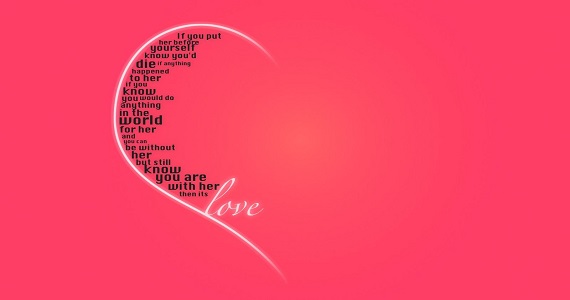 If you put
her before
yourself
know you'd
die if anything
happened
to her
if you
know
you would do
anything
in the
world
for her
and
you can
be without
her
but still
know
you are
with her
then its
love